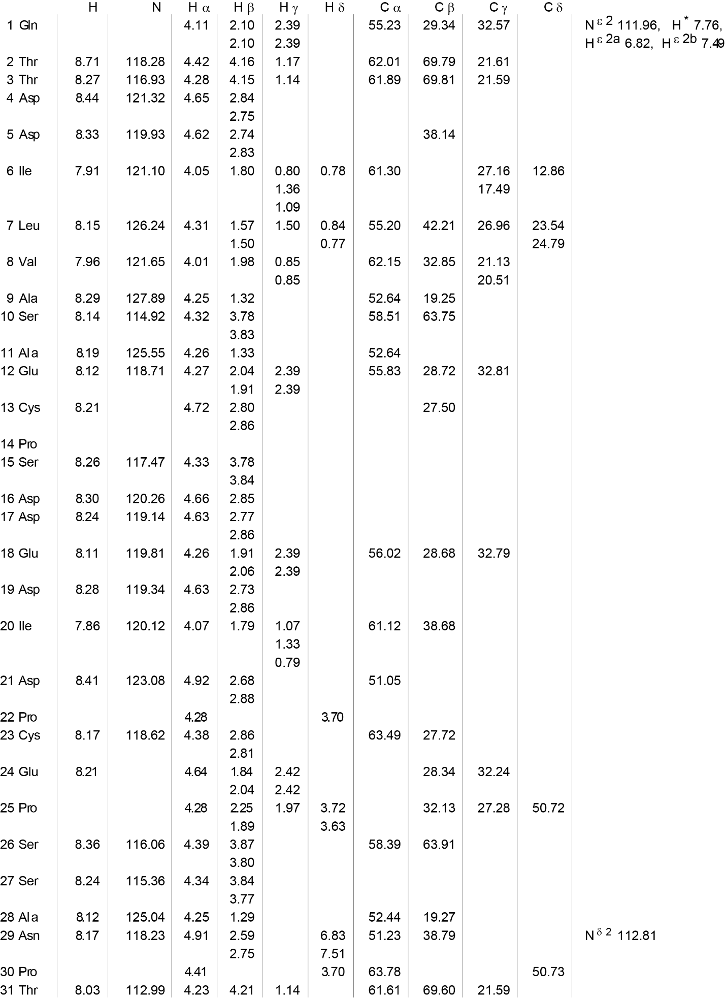 H N H α H β H γ H δ C α C β C γ C δ
1 Gln 4.11 2.10 2.39 55.23 29.34 32.57 N ε 2 111.96, H * 7.76,
2.10 2.39 H ε 2a 6.82, H ε 2b 7.49
2 Thr 8.71 118.28 4.42 4.16 1.17 62.01 69.79 21.61
3 Thr 8.27 116.93 4.28 4.15 1.14 61.89 69.81 21.59
4 Asp 8.44 121.32 4.65 2.84
2.75
5 Asp 8.33 119.93 4.62 2.74 38.14
2.83
6 Ile 7.91 121.10 4.05 1.80 0.80 0.78 61.30 27.16 12.86
1.36 17.49
1.09
7 Leu 8.15 126.24 4.31 1.57 1.50 0.84 55.20 42.21 26.96 23.54
1.50 0.77 24.79
8 Val 7.96 121.65 4.01 1.98 0.85 62.15 32.85 21.13
0.85 20.51
9 Ala 8.29 127.89 4.25 1.32 52.64 19.25
10 Ser 8.14 114.92 4.32 3.78 58.51 63.75
3.83
11 Ala 8.19 125.55 4.26 1.33 52.64
12 Glu 8.12 118.71 4.27 2.04 2.39 55.83 28.72 32.81
1.91 2.39
13 Cys 8.21 4.72 2.80 27.50
2.86
14 Pro
15 Ser 8.26 117.47 4.33 3.78
3.84
16 Asp 8.30 120.26 4.66 2.85
17 Asp 8.24 119.14 4.63 2.77
2.86
18 Glu 8.11 119.81 4.26 1.91 2.39 56.02 28.68 32.79
2.06 2.39
19 Asp 8.28 119.34 4.63 2.73
2.86
20 Ile 7.86 120.12 4.07 1.79 1.07 61.12 38.68
1.33
0.79
21 Asp 8.41 123.08 4.92 2.68 51.05
2.88
22 Pro 4.28 3.70
23 Cys 8.17 118.62 4.38 2.86 63.49 27.72
2.81
24 Glu 8.21 4.64 1.84 2.42 28.34 32.24
2.04 2.42
25 Pro 4.28 2.25 1.97 3.72 32.13 27.28 50.72
1.89 3.63
26 Ser 8.36 116.06 4.39 3.87 58.39 63.91
3.80
27 Ser 8.24 115.36 4.34 3.84
3.77
28 Ala 8.12 125.04 4.25 1.29 52.44 19.27
29 Asn 8.17 118.23 4.91 2.59 6.83 51.23 38.79 N δ 2 112.81
2.75 7.51
30 Pro 4.41 3.70 63.78 50.73
31 Thr 8.03 112.99 4.23 4.21 1.14 61.61 69.60 21.59